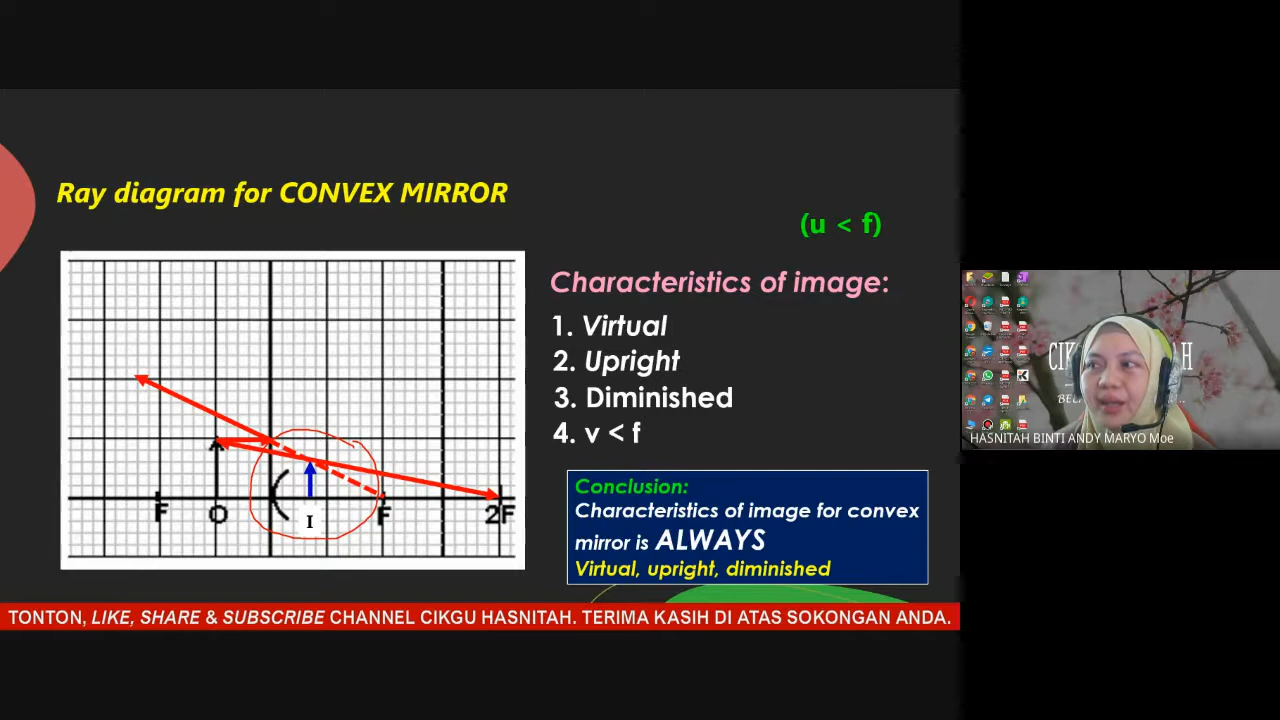 Ray diagram for CONVEX MIRROR
(u < f)
Characteristics of image:
1. Virtual
2. Upright
3. Diminished
4. v < f
F O I F 2F
Conclusion:
Characteristics of image for convex
mirror is ALWAYS
Virtual, upright, diminished
HASNITAH BINTI ANDY MARYO Moe
TONTON, LIKE, SHARE & SUBSCRIBE CHANNEL CIKGU HASNITAH. TERIMA KASIH DI ATAS SOKONGAN ANDA.